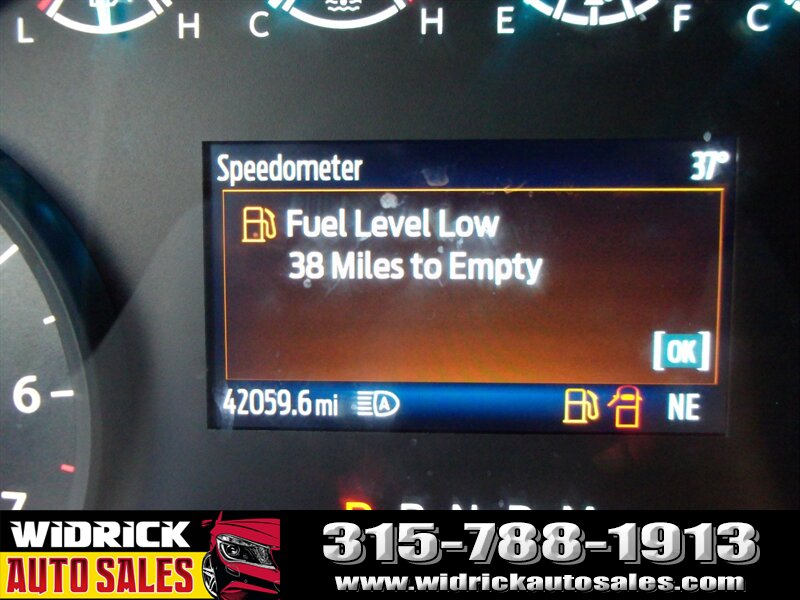 L H C H E F C
Speedometer 37°
Fuel Level Low
38 Miles to Empty
[OK]
42059.6 mi A NE
6
7
P R N D M
WIDRICK
AUTO SALES
315-788-1913
www.widrickautosales.com